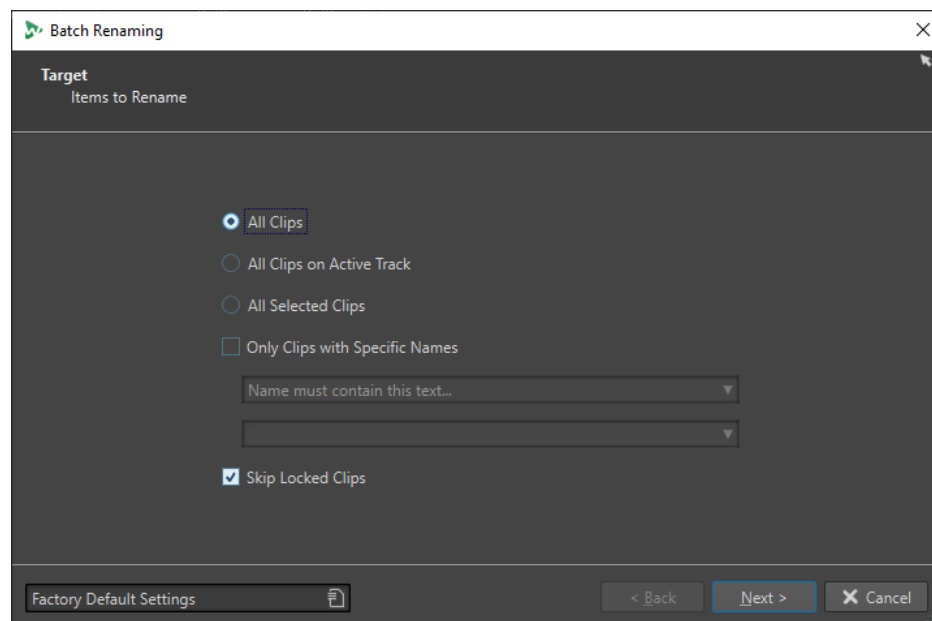 Batch Renaming
Target
Items to Rename
All Clips
All Clips on Active Track
All Selected Clips
Only Clips with Specific Names
Name must contain this text...
Skip Locked Clips
Factory Default Settings
< Back
Next >
Cancel